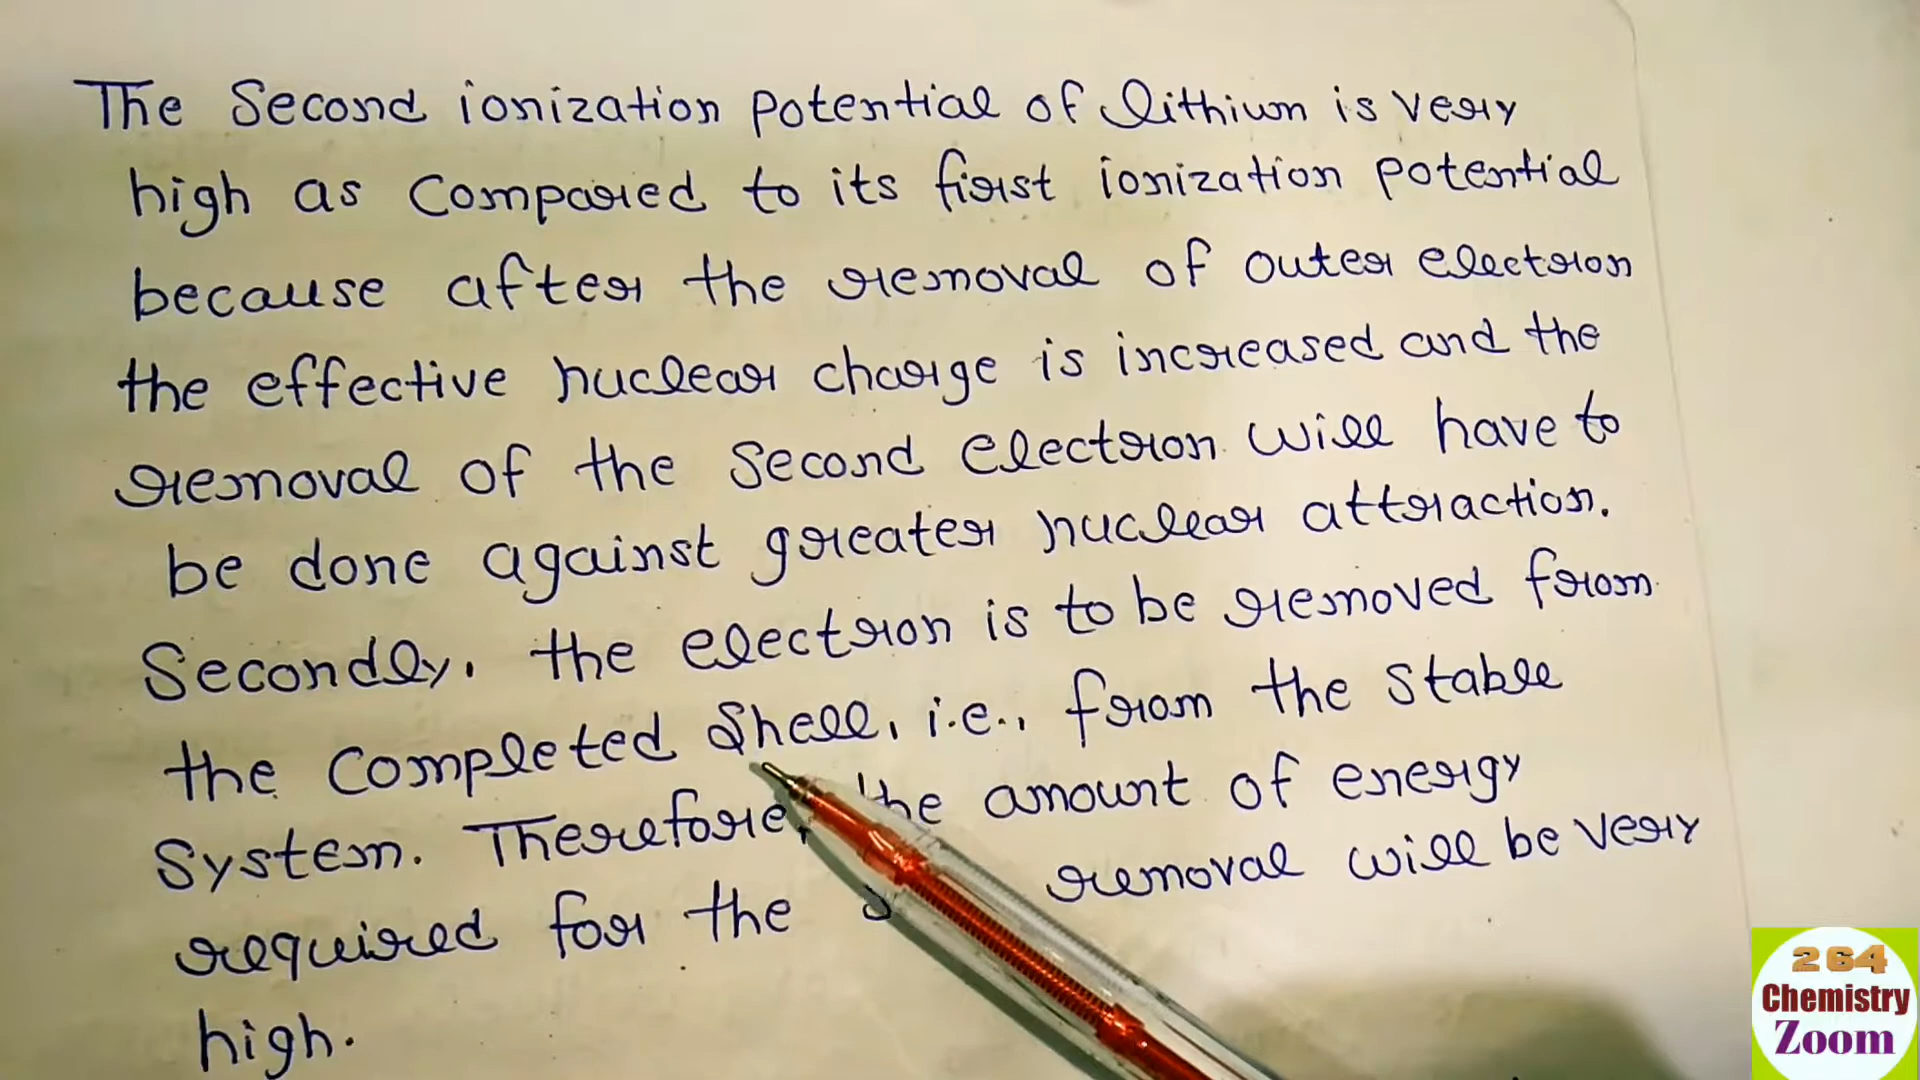 The Second ionization potential of lithium is very
high as Compared to its first ionization potential
because after the removal of outer electron
the effective nuclear charge is increased and the
removal of the Second electron will have to
be done against greater nuclear attraction.
Secondly, the electron is to be removed from
the Completed Shell, i.e., from the stable
System. Therefore, the amount of energy
required for the removal will be very
high.
264
Chemistry
Zoom